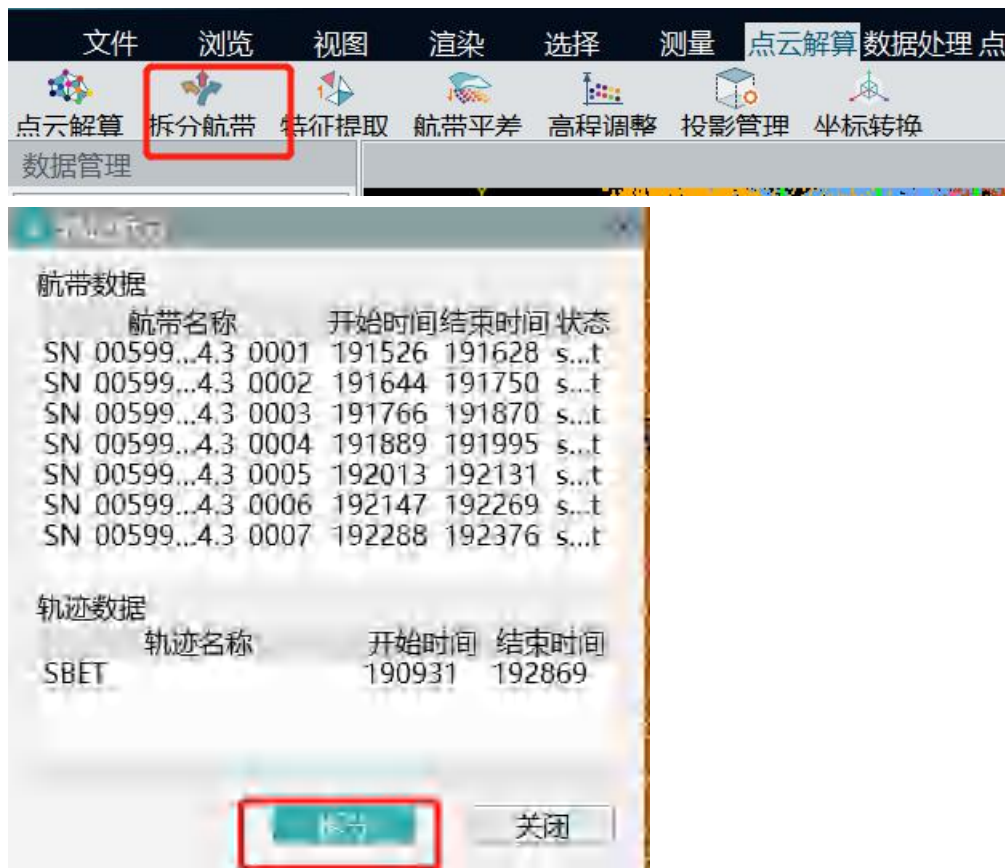 文件 浏览 视图 渲染 选择 测量 点云解算 数据处理 点
点云解算 拆分航带 特征提取 航带平差 高程调整 投影管理 坐标转换
数据管理
航带数据
航带名称 开始时间 结束时间 状态
SN 00599...4.3 0001 191526 191628 s...t
SN 00599...4.3 0002 191644 191750 s...t
SN 00599...4.3 0003 191766 191870 s...t
SN 00599...4.3 0004 191889 191995 s...t
SN 00599...4.3 0005 192013 192131 s...t
SN 00599...4.3 0006 192147 192269 s...t
SN 00599...4.3 0007 192288 192376 s...t
轨迹数据
轨迹名称 开始时间 结束时间
SBET 190931 192869
关闭